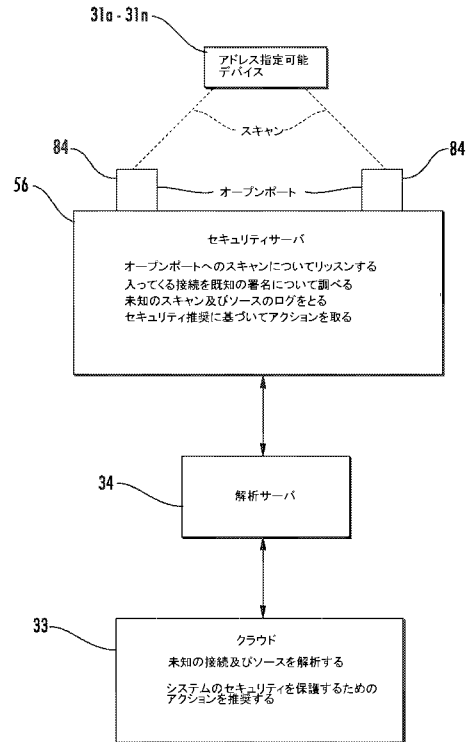 31a - 31n
アドレス指定可能
デバイス
スキャン
84
84
オープンポート
56
セキュリティサーバ
オープンポートへのスキャンについてリッスンする
入ってくる接続を既知の署名について調べる
未知のスキャン及びソースのログをとる
セキュリティ推奨に基づいてアクションを取る
34
解析サーバ
33
クラウド
未知の接続及びソースを解析する
システムのセキュリティを保護するための
アクションを推奨する